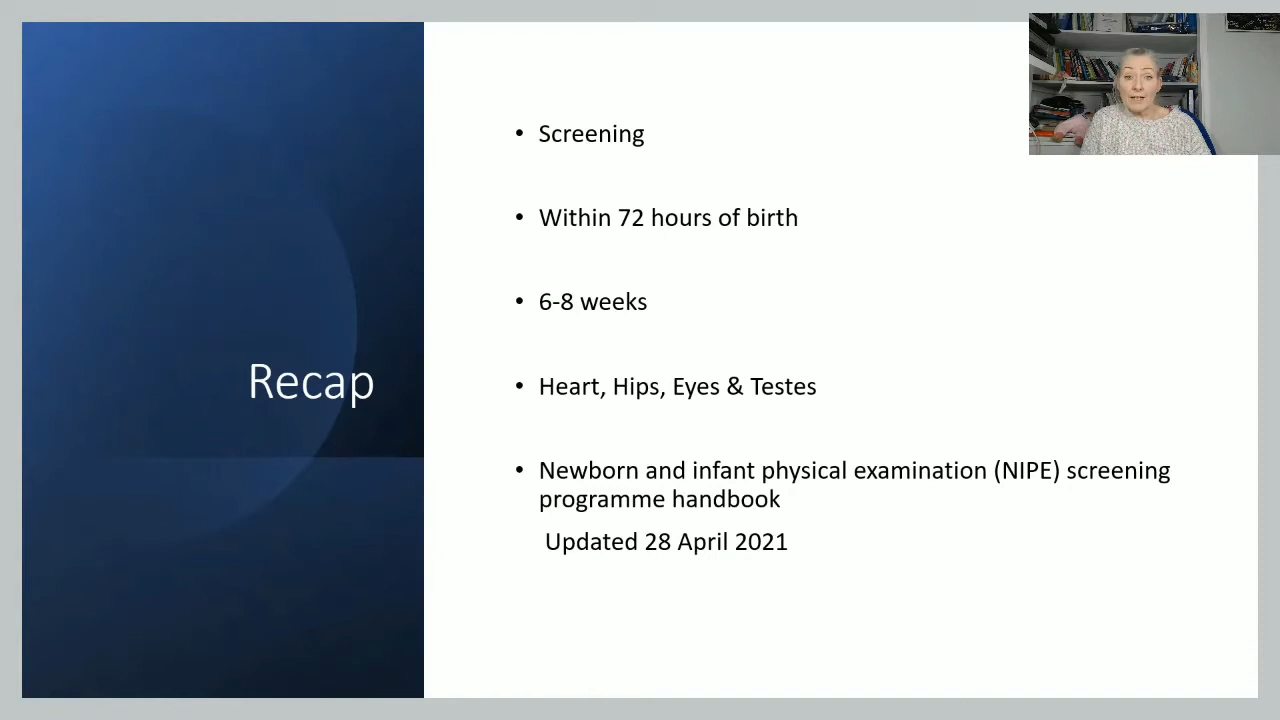 Recap
• Screening
• Within 72 hours of birth
• 6-8 weeks
• Heart, Hips, Eyes & Testes
• Newborn and infant physical examination (NIPE) screening
programme handbook
Updated 28 April 2021